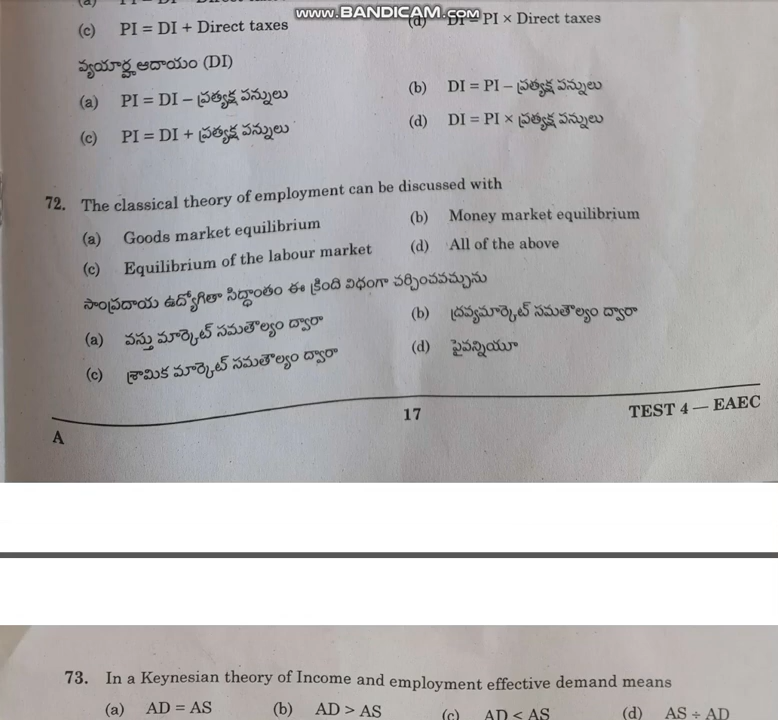 www.BANDICAM.com
(c) PI = DI + Direct taxes (d) DI = PI × Direct taxes
వ్యయార్హ ఆదాయం (DI)
(a) PI = DI – ప్రత్యక్ష పన్నులు (b) DI = PI – ప్రత్యక్ష పన్నులు
(c) PI = DI + ప్రత్యక్ష పన్నులు (d) DI = PI × ప్రత్యక్ష పన్నులు
72. The classical theory of employment can be discussed with
(a) Goods market equilibrium (b) Money market equilibrium
(c) Equilibrium of the labour market (d) All of the above
సాంప్రదాయ ఉద్యోగితా సిద్ధాంతం ఈ క్రింది విధంగా చర్చించవచ్చును
(a) వస్తు మార్కెట్ సమతౌల్యం ద్వారా (b) ద్రవ్యమార్కెట్ సమతౌల్యం ద్వారా
(c) శ్రామిక మార్కెట్ సమతౌల్యం ద్వారా (d) పైవన్నియూ
A 17 TEST 4 — EAEC
73. In a Keynesian theory of Income and employment effective demand means
(a) AD = AS (b) AD > AS (c) AD < AS (d) AS ÷ AD